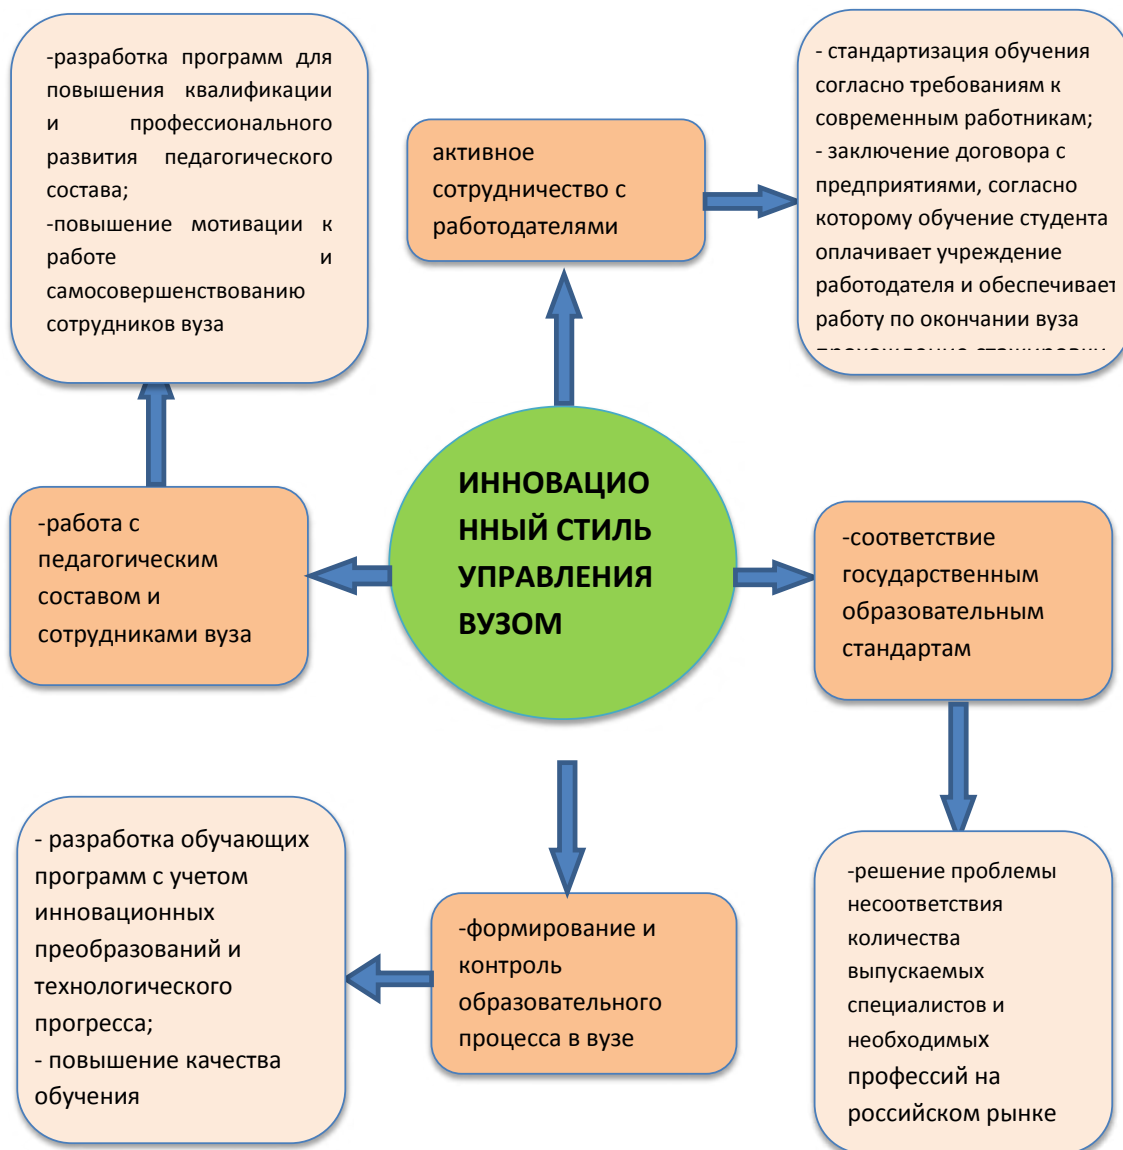 -разработка программ для
повышения квалификации
и профессионального
развития педагогического
состава;
-повышение мотивации к
работе и
самосовершенствованию
сотрудников вуза
активное
сотрудничество с
работодателями
- стандартизация обучения
согласно требованиям к
современным работникам;
- заключение договора с
предприятиями, согласно
которому обучение студента
оплачивает учреждение
работодателя и обеспечивает
работу по окончании вуза
ИННОВАЦИО
ННЫЙ СТИЛЬ
УПРАВЛЕНИЯ
ВУЗОМ
-работа с
педагогическим
составом и
сотрудниками вуза
-соответствие
государственным
образовательным
стандартам
- разработка обучающих
программ с учетом
инновационных
преобразований и
технологического
прогресса;
- повышение качества
обучения
-формирование и
контроль
образовательного
процесса в вузе
-решение проблемы
несоответствия
количества
выпускаемых
специалистов и
необходимых
профессий на
российском рынке